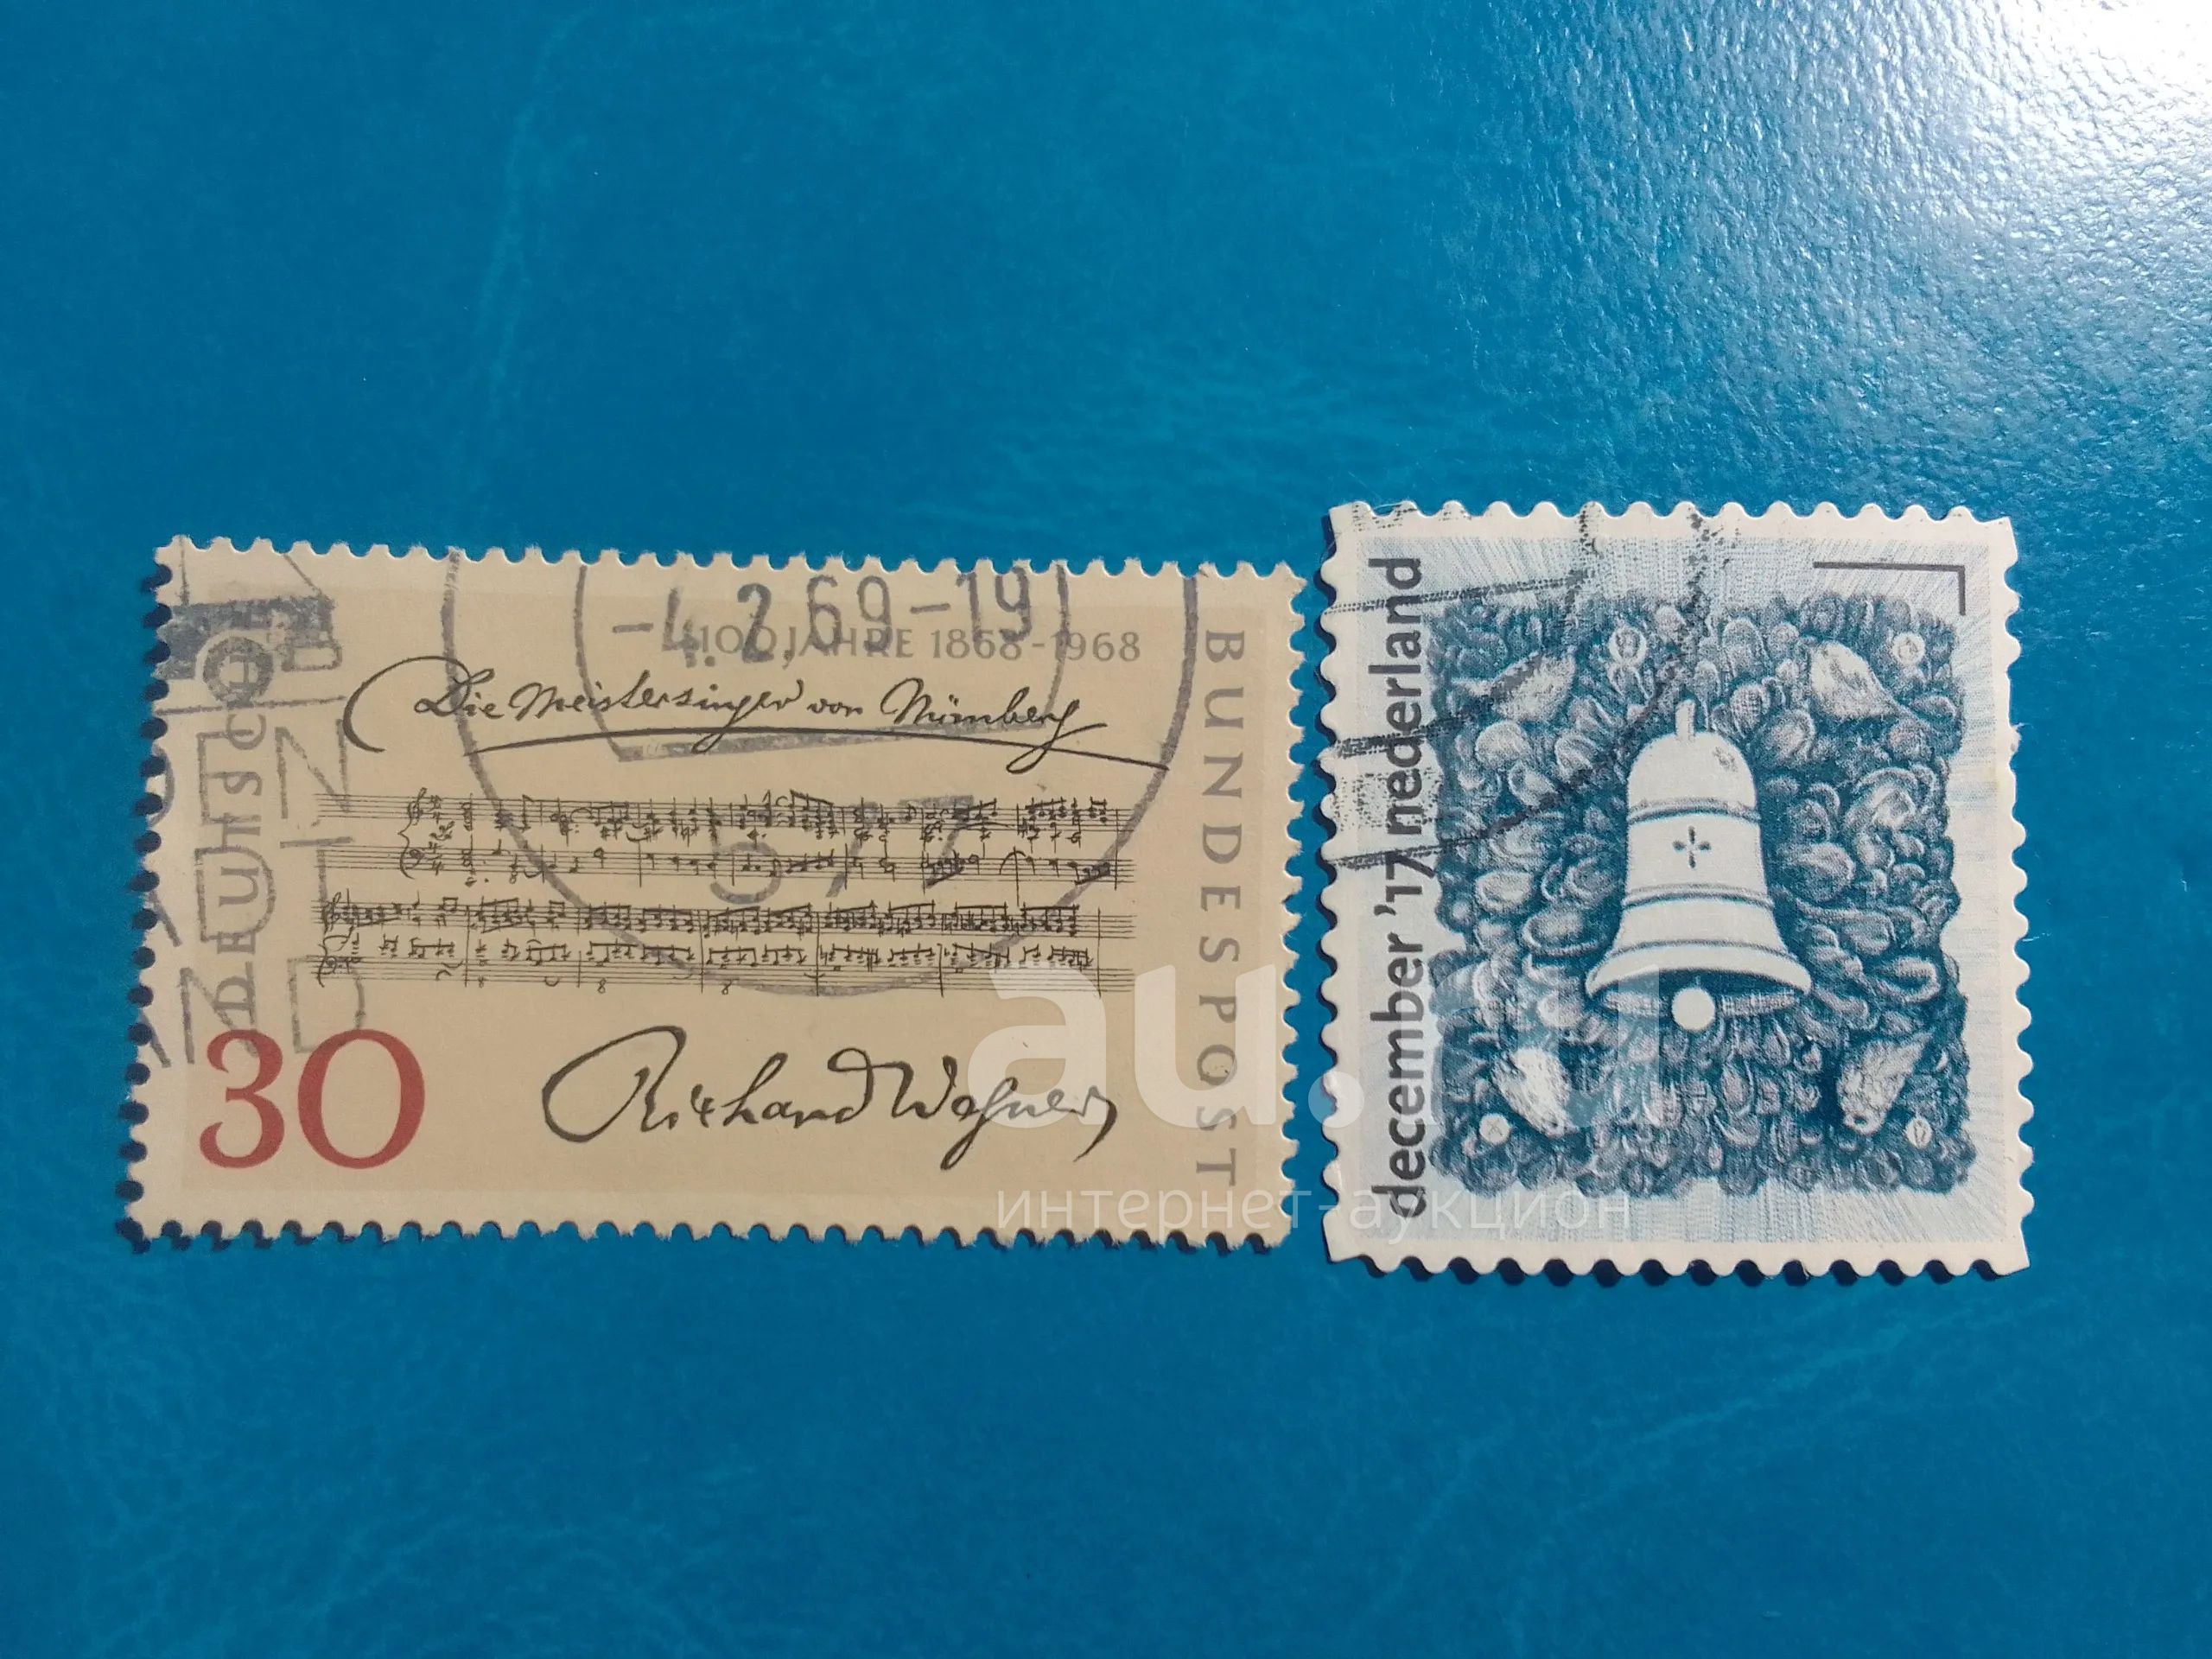 -4.2.69-19
100 JAHRE 1868-1968
Die Meistersinger von Nürnberg
DEUTSCHE
BUNDESPOST
30
Richard Wagner
december '17 nederland
au.ru
интернет-аукцион